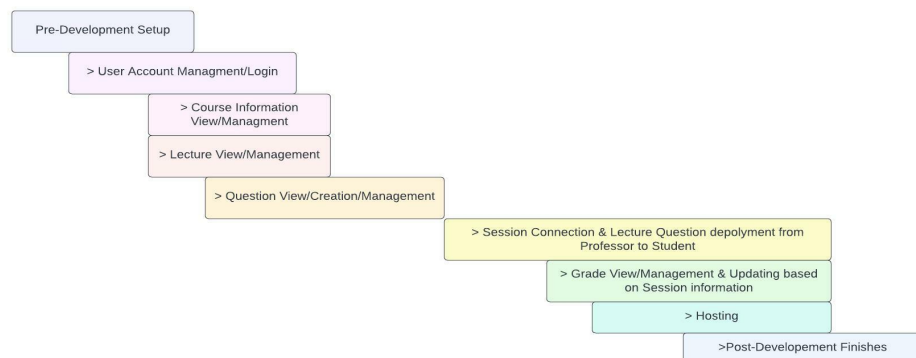 Pre-Development Setup
> User Account Managment/Login
> Course Information
View/Managment
> Lecture View/Management
> Question View/Creation/Management
> Session Connection & Lecture Question depolyment from
Professor to Student
> Grade View/Management & Updating based
on Session information
> Hosting
>Post-Developement Finishes